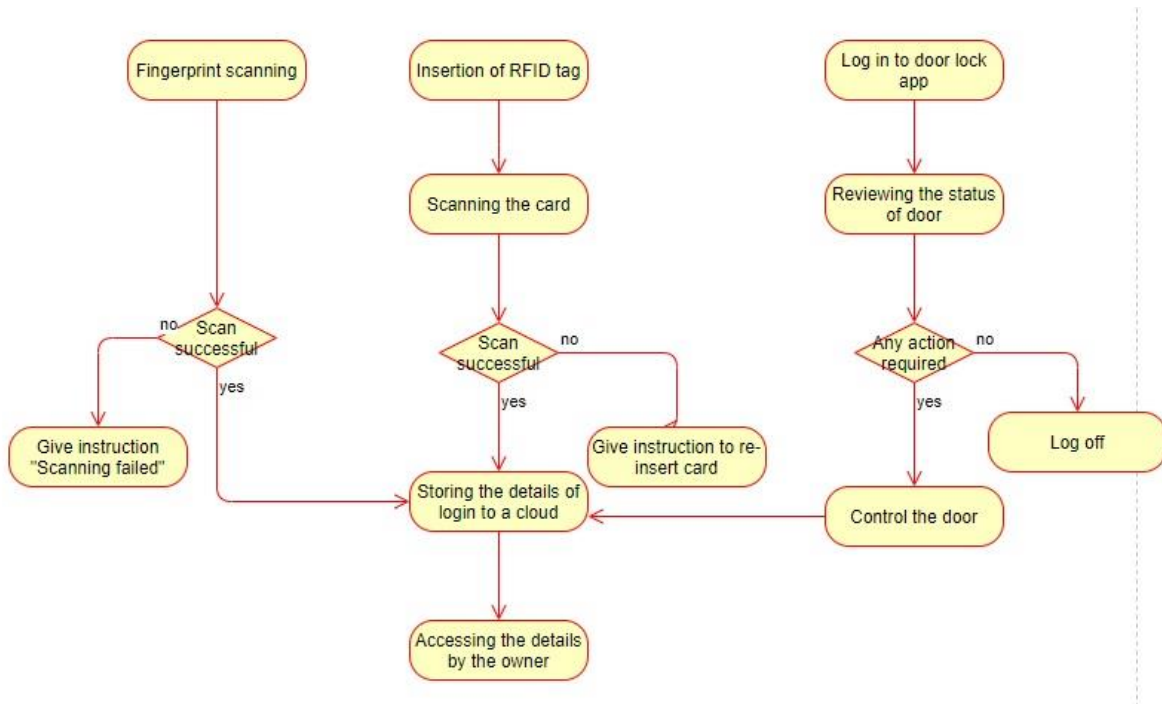 Fingerprint scanning
Insertion of RFID tag
Log in to door lock
app
Scanning the card
Reviewing the status
of door
no
Scan
successful
yes
Scan
successful
no
yes
Any action
required
no
yes
Give instruction
"Scanning failed"
Give instruction to re-
insert card
Log off
Storing the details of
login to a cloud
Control the door
Accessing the details
by the owner